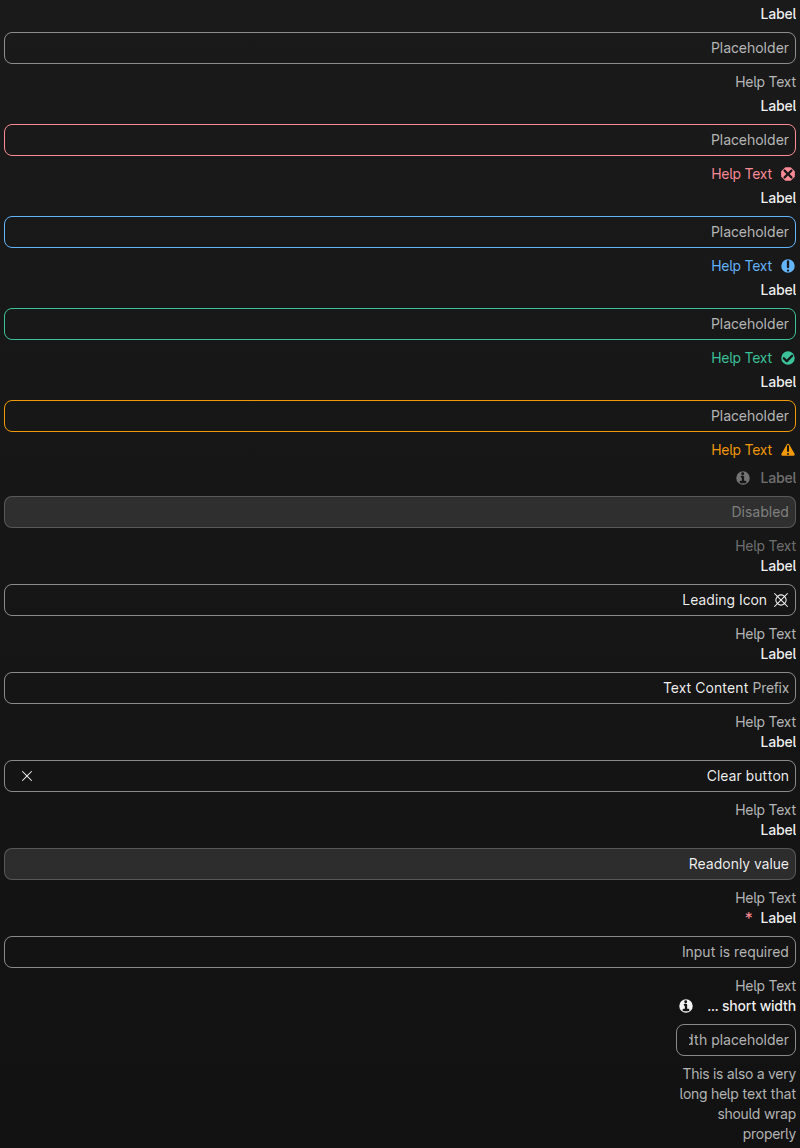 Label
Placeholder
Help Text
Label
Placeholder
Help Text
Label
Placeholder
Help Text
Label
Placeholder
Help Text
Label
Placeholder
Help Text
Label
Disabled
Help Text
Label
Leading Icon
Help Text
Label
Text Content Prefix
Help Text
Label
Clear button
Help Text
Label
Readonly value
Help Text
* Label
Input is required
Help Text
... short width
placeholder
This is also a very
long help text that
should wrap
properly